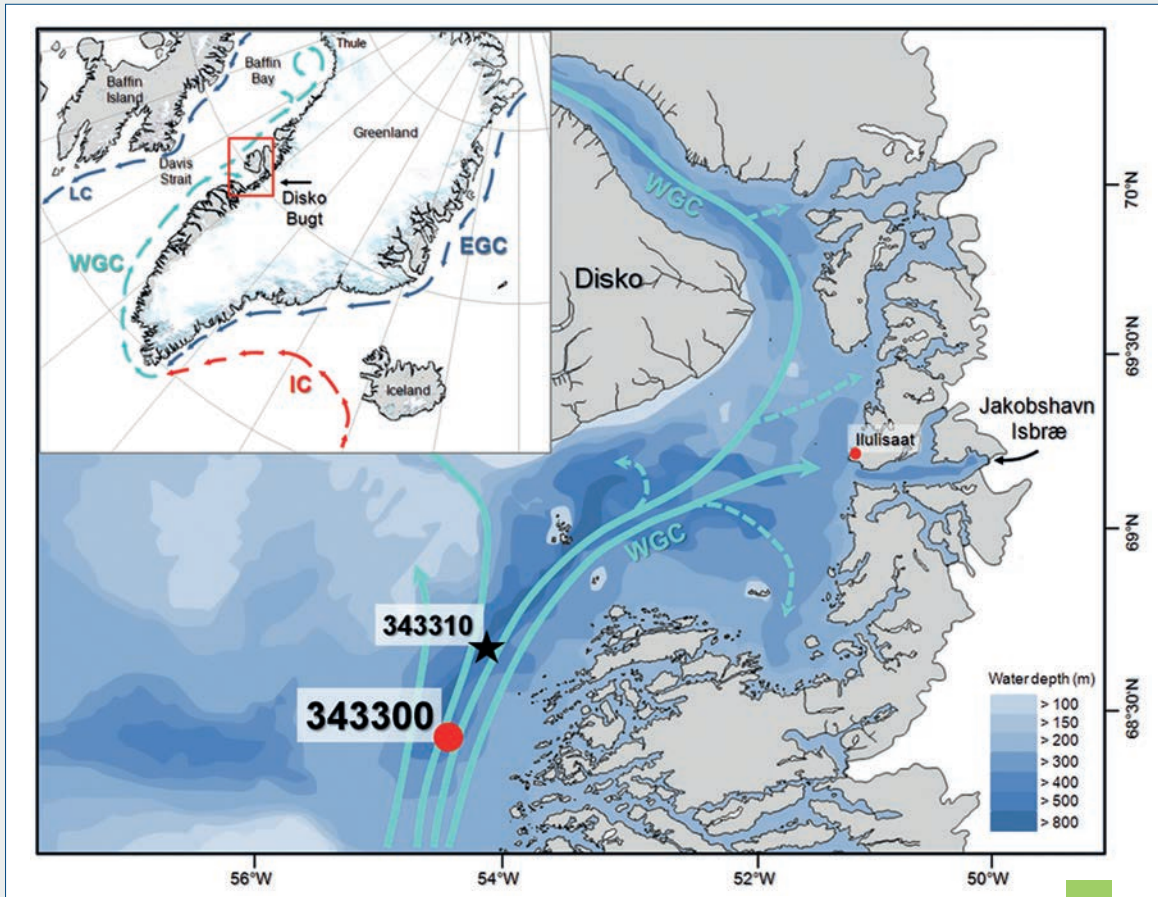 Thule
Baffin
Bay
Baffin
Island
Greenland
Davis
Strait
LC
Disko
Bugt
WGC
EGC
IC
Iceland
WGC
Disko
70°N
69°30'N
Jakobshavn
Isbræ
Ilulisaat
69°N
WGC
343310
343300
68°30'N
Water depth (m)
> 100
> 150
> 200
> 300
> 400
> 500
> 800
56°W
54°W
52°W
50°W